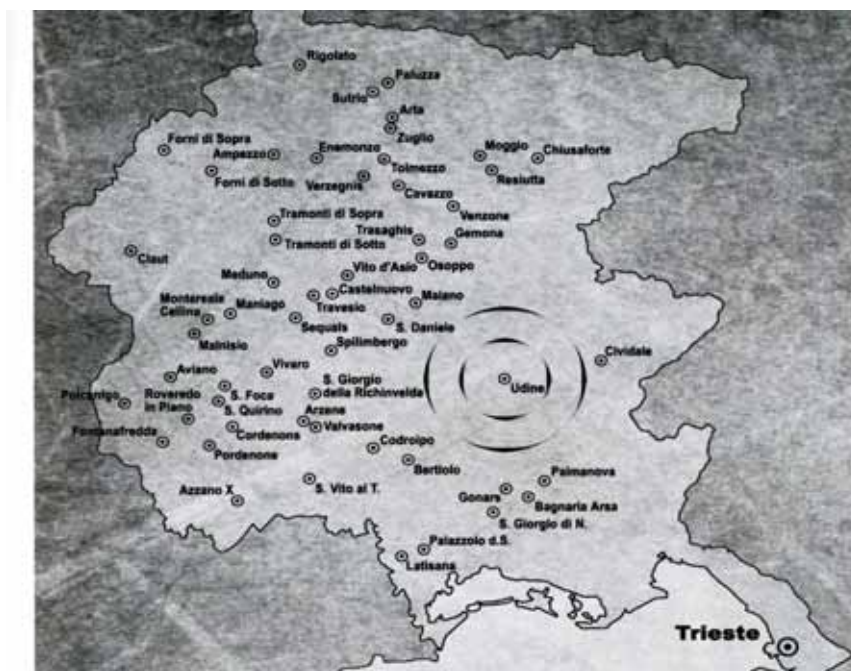 Rigolato
Paluzza
Sutrio
Arta
Zuglio
Forni di Sopra
Ampezzo
Enemonzo
Tolmezzo
Moggio
Chiusaforte
Forni di Sotto
Verzegnis
Cavazzo
Resiutta
Venzone
Tramonti di Sopra
Trasaghis
Gemona
Tramonti di Sotto
Claut
Osoppo
Vito d'Asio
Meduno
Castelnuovo
Montereale
Cellina
Maniago
Travesio
Maiano
Sequals
S. Daniele
Malnisio
Spilimbergo
Cividale
Aviano
Vivaro
Udine
S. Giorgio
della Richinvelda
Polcenigo
Roveredo
in Piano
S. Foca
S. Quirino
Arzene
Valvasone
Fontanafredda
Cordenons
Pordenone
Codroipo
Bertiolo
Palmanova
Azzano X
S. Vito al T.
Gonars
Bagnaria Arsa
S. Giorgio di N.
Palazzolo d.S.
Latisana
Trieste